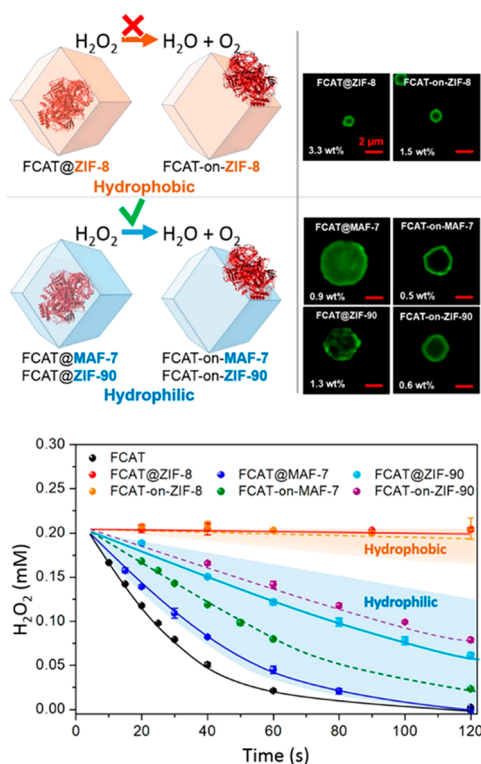 H2O2 H2O + O2
FCAT@ZIF-8 FCAT-on-ZIF-8
Hydrophobic
H2O2 H2O + O2
FCAT@MAF-7 FCAT-on-MAF-7
FCAT@ZIF-90 FCAT-on-ZIF-90
Hydrophilic
FCAT@ZIF-8 FCAT-on-ZIF-8
2 μm
3.3 wt% 1.5 wt%
FCAT@MAF-7 FCAT-on-MAF-7
0.9 wt% 0.5 wt%
FCAT@ZIF-90 FCAT-on-ZIF-90
1.3 wt% 0.6 wt%
0.30
FCAT
FCAT@ZIF-8 FCAT@MAF-7 FCAT@ZIF-90
FCAT-on-ZIF-8 FCAT-on-MAF-7 FCAT-on-ZIF-90
0.25
0.20
Hydrophobic
0.15
Hydrophilic
0.10
0.05
0.00
H2O2 (mM)
0 20 40 60 80 100 120
Time (s)